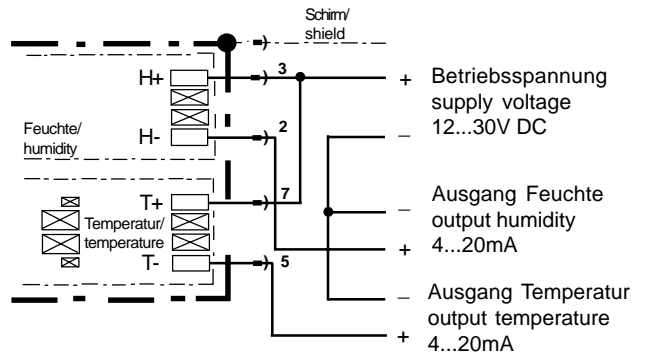 Schirm/
shield
H+
3
+
Betriebsspannung
supply voltage
12...30V DC
Feuchte/
humidity
H-
2
−
T+
7
−
Ausgang Feuchte
output humidity
4...20mA
+
Temperatur/
temperature
T-
5
−
Ausgang Temperatur
output temperature
4...20mA
+